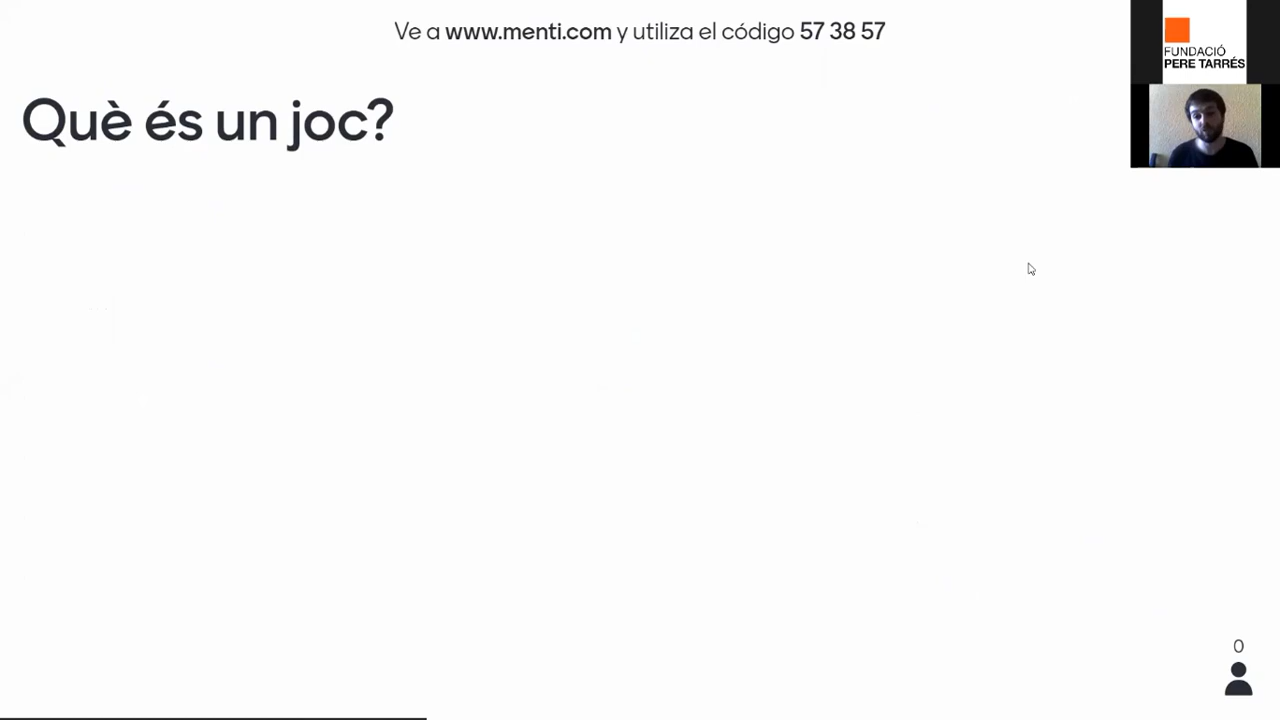 Ve a www.menti.com y utiliza el código 57 38 57
FUNDACIÓ
PERE TARRÉS
Què és un joc?
0